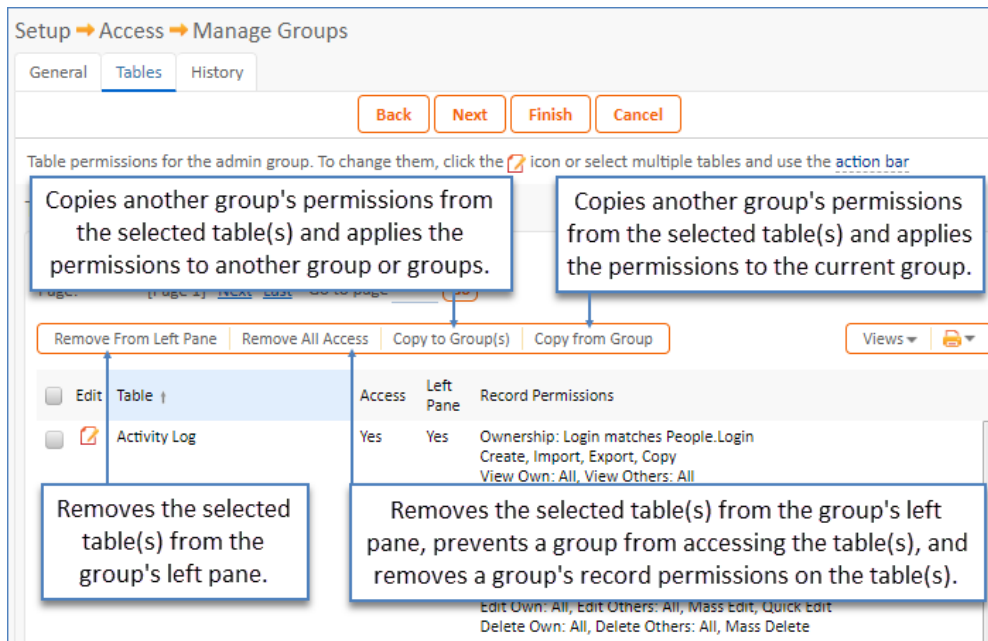 Setup Access Manage Groups
General Tables History
Back Next Finish Cancel
Table permissions for the admin group. To change them, click the icon or select multiple tables and use the action bar
Copies another group's permissions from
the selected table(s) and applies the
permissions to another group or groups.
Copies another group's permissions
from the selected table(s) and applies
the permissions to the current group.
Remove From Left Pane Remove All Access Copy to Group(s) Copy from Group Views
Edit Table Access Left Pane Record Permissions
Activity Log Yes Yes Ownership: Login matches People.Login
Create, Import, Export, Copy
View Own: All, View Others: All
Removes the selected
table(s) from the
group's left pane.
Removes the selected table(s) from the group's left
pane, prevents a group from accessing the table(s), and
removes a group's record permissions on the table(s).
Edit Own: All, Edit Others: All, Mass Edit, Quick Edit
Delete Own: All, Delete Others: All, Mass Delete